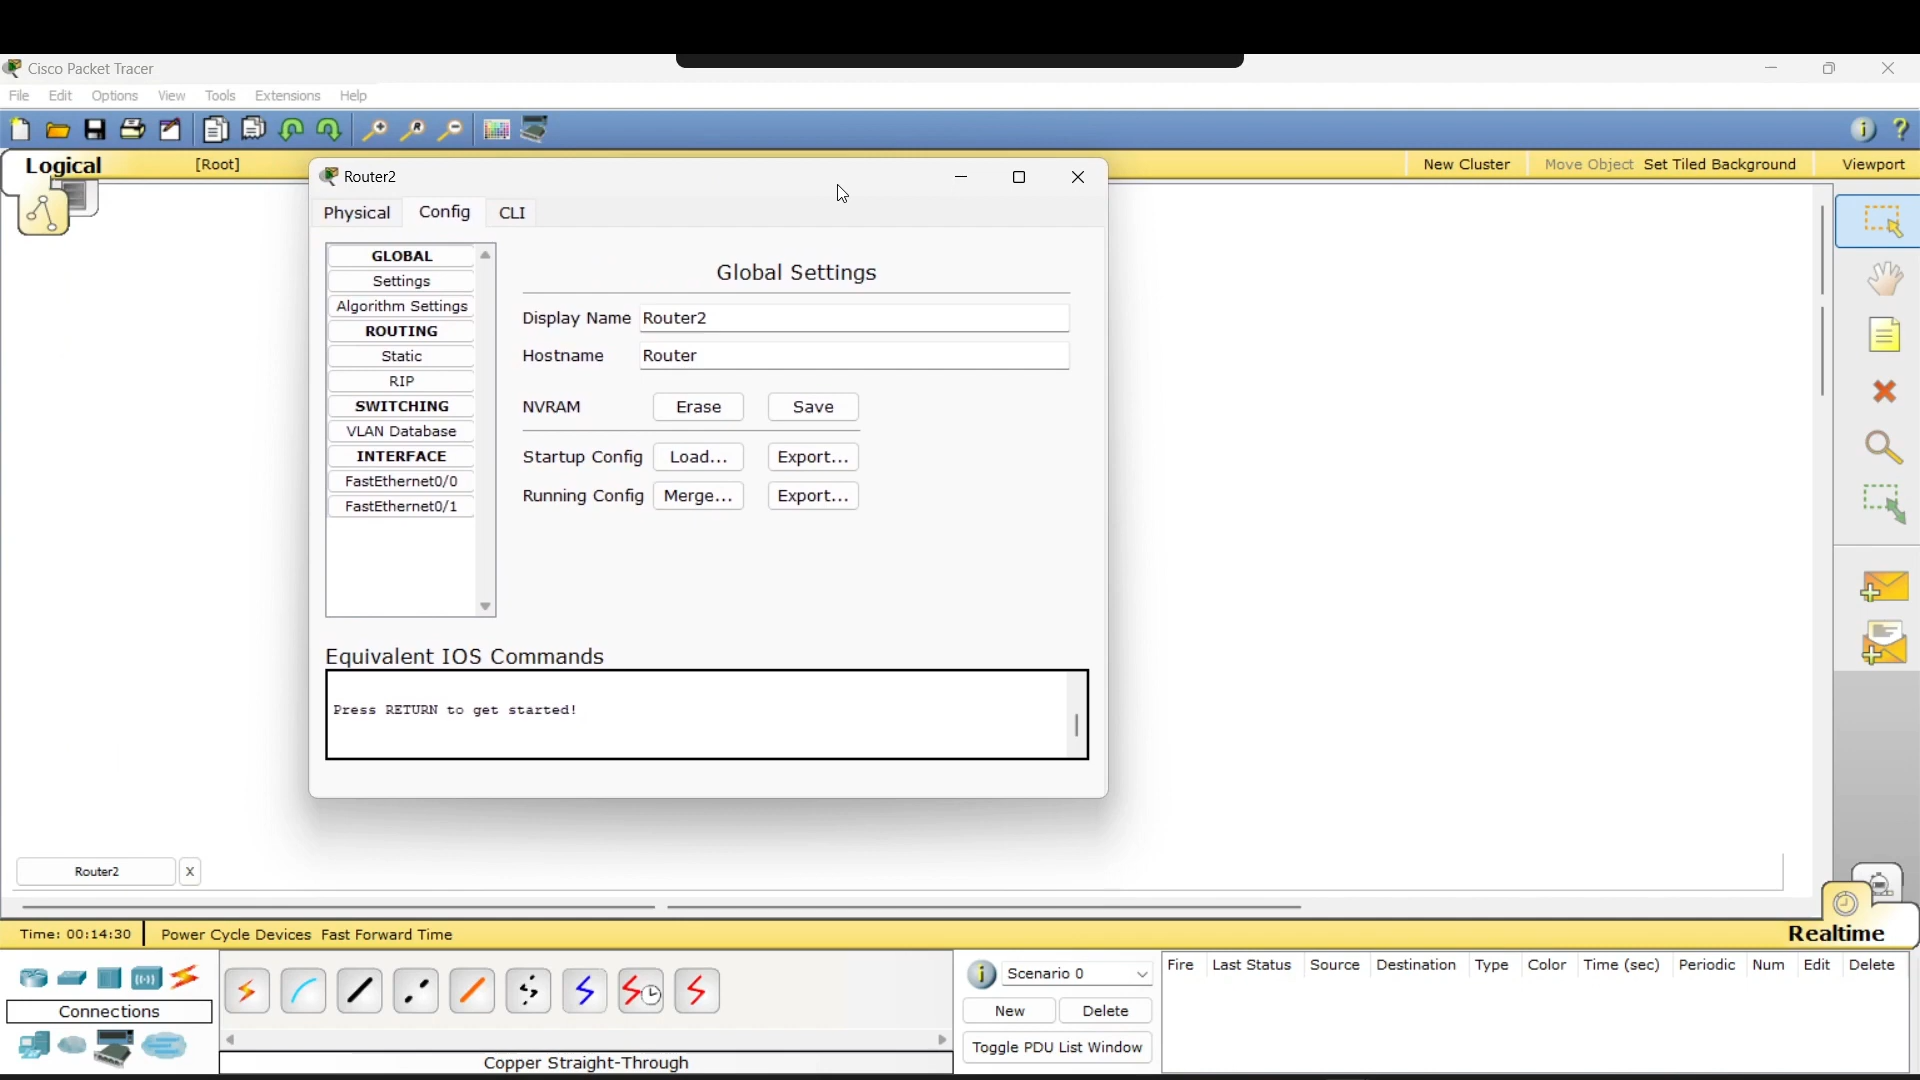 Cisco Packet Tracer
File Edit Options View Tools Extensions Help
Logical [Root] New Cluster Move Object Set Tiled Background Viewport
Router2
Physical Config CLI
GLOBAL
Settings
Algorithm Settings
ROUTING
Static
RIP
SWITCHING
VLAN Database
INTERFACE
FastEthernet0/0
FastEthernet0/1
Global Settings
Display Name Router2
Hostname Router
NVRAM Erase Save
Startup Config Load... Export...
Running Config Merge... Export...
Equivalent IOS Commands
Press RETURN to get started!
Router2 X
Time: 00:14:30 Power Cycle Devices Fast Forward Time Realtime
Connections
Copper Straight-Through
Scenario 0
New Delete
Toggle PDU List Window
Fire Last Status Source Destination Type Color Time (sec) Periodic Num Edit Delete